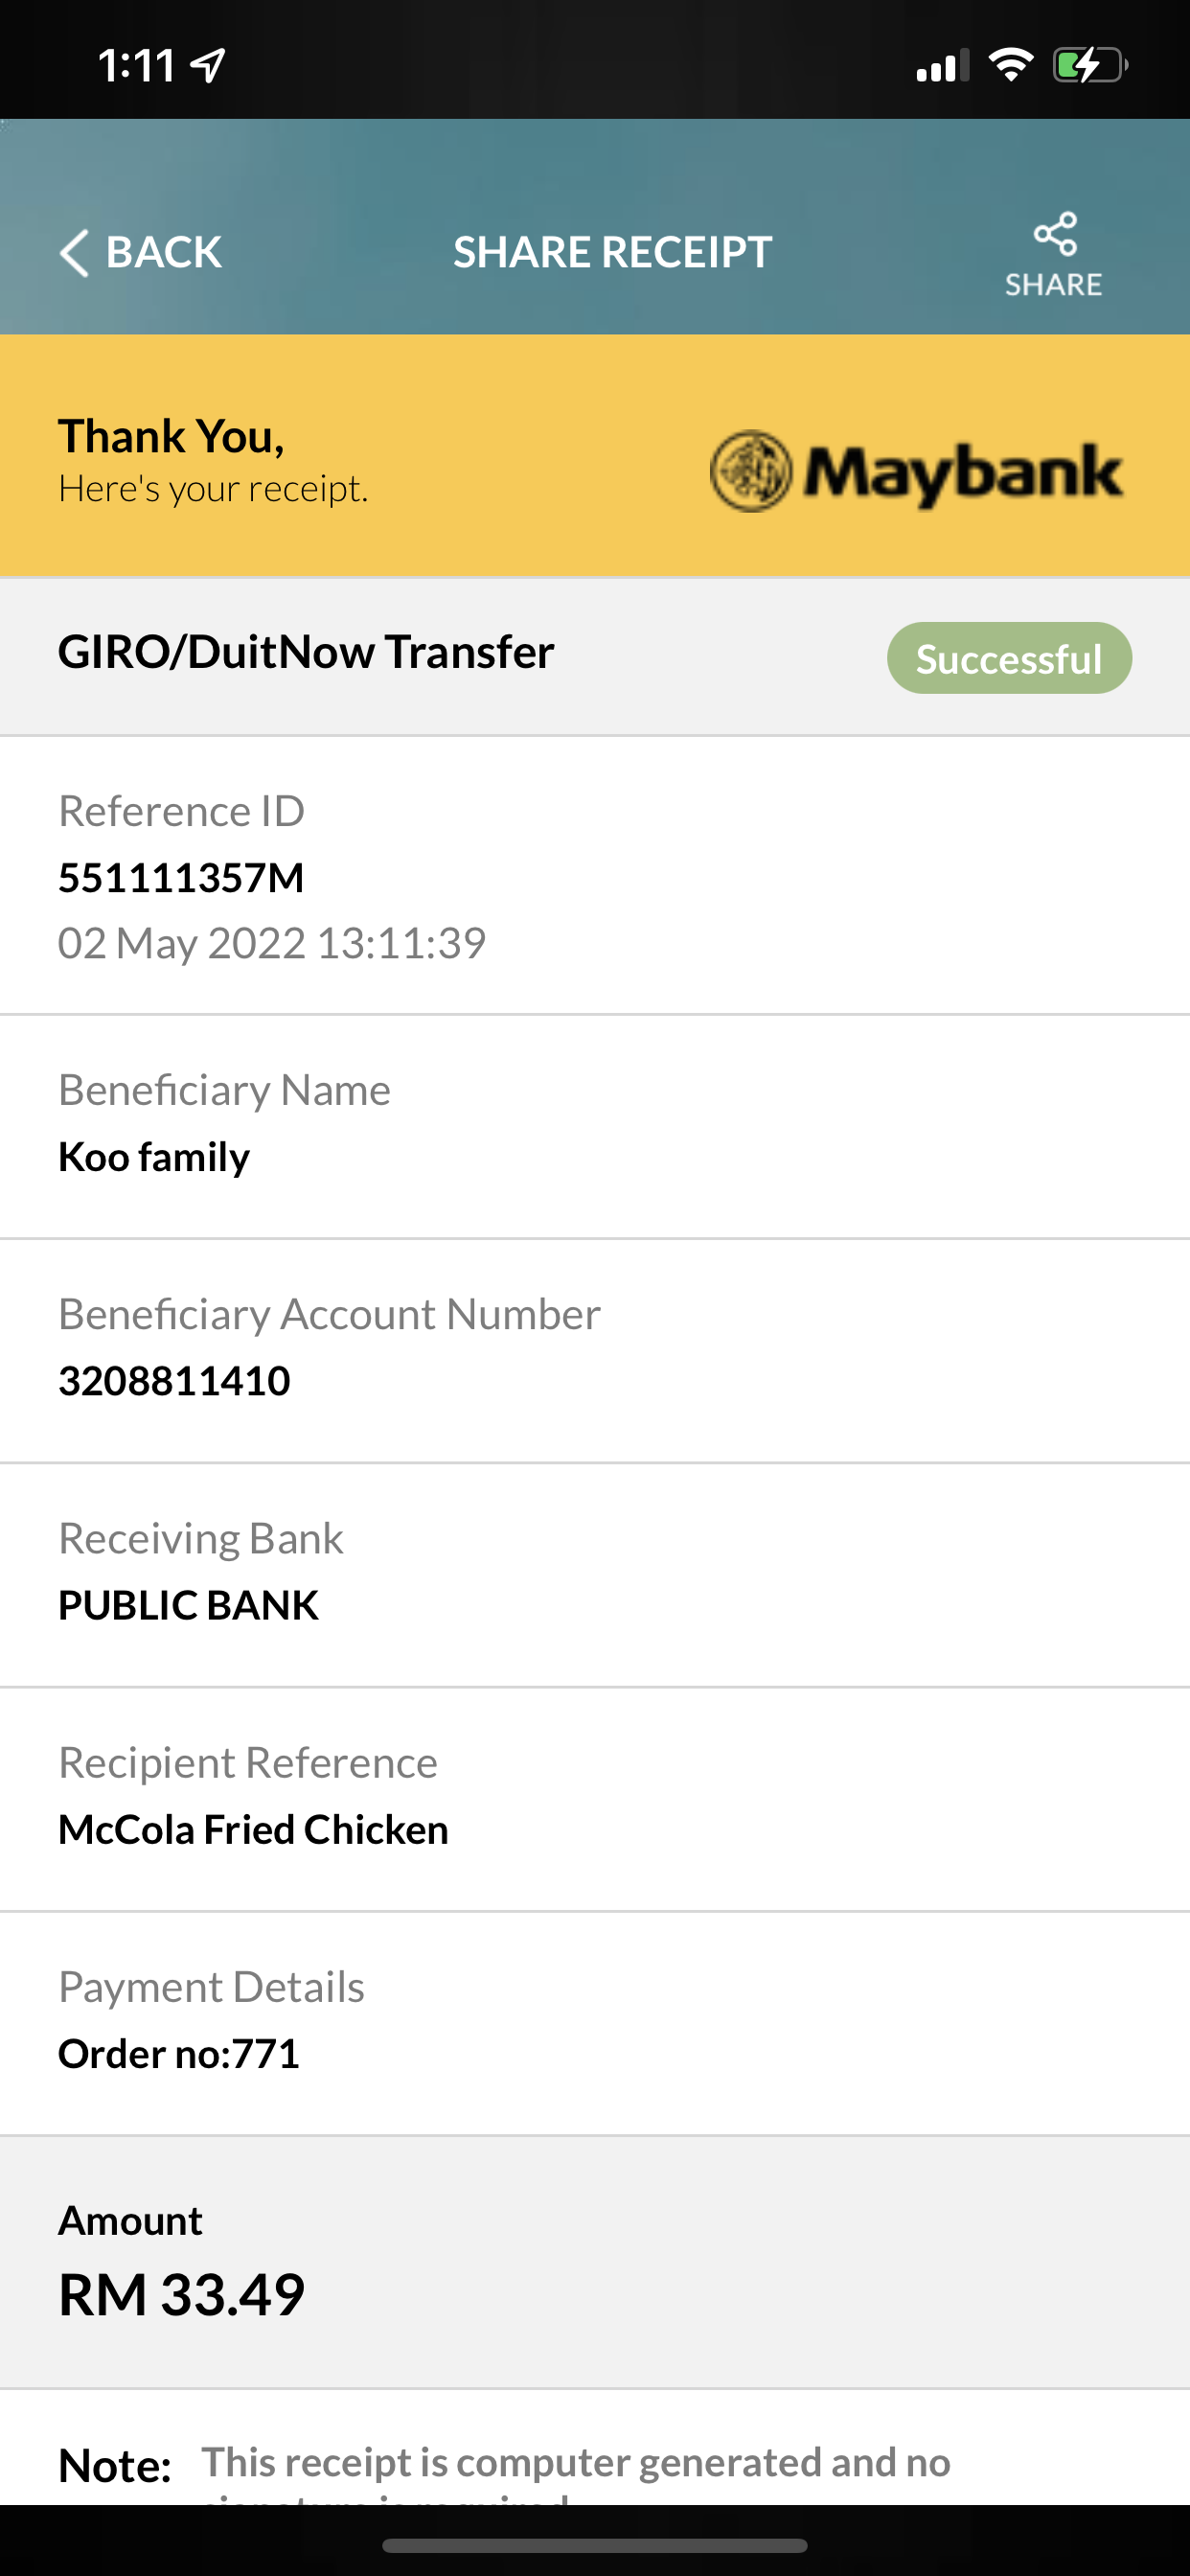 1:11
BACK
SHARE RECEIPT
SHARE
Thank You,
Here's your receipt.
Maybank
GIRO/DuitNow Transfer
Successful
Reference ID
551111357M
02 May 2022 13:11:39
Beneficiary Name
Koo family
Beneficiary Account Number
3208811410
Receiving Bank
PUBLIC BANK
Recipient Reference
McCola Fried Chicken
Payment Details
Order no:771
Amount
RM 33.49
Note: This receipt is computer generated and no